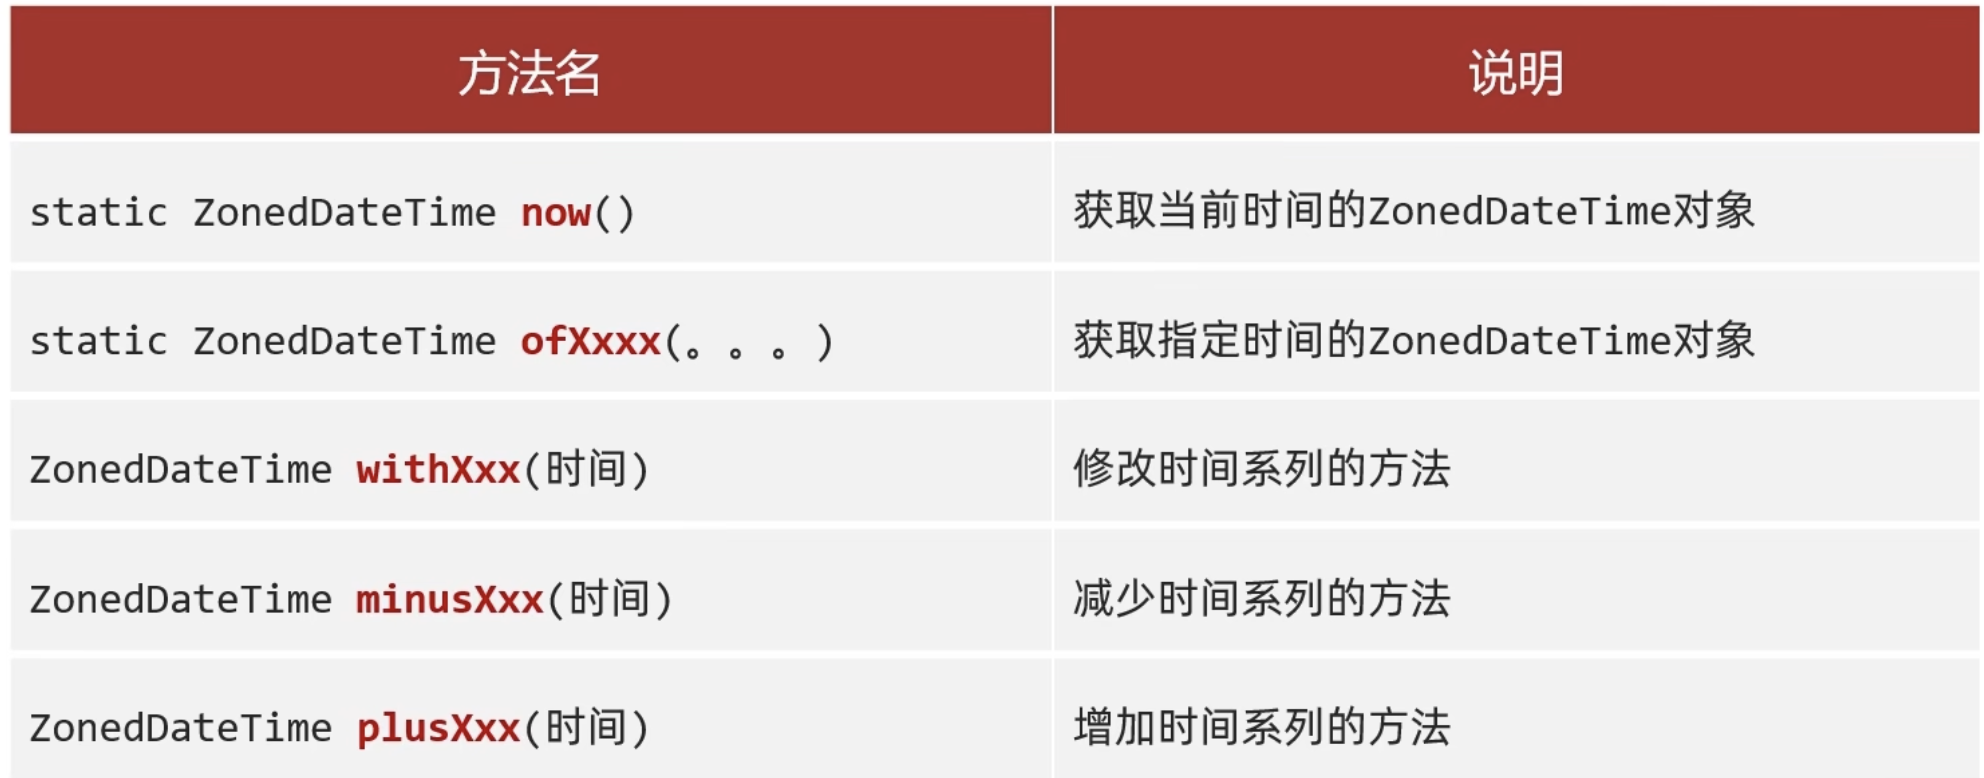 方法名 说明
static ZonedDateTime now() 获取当前时间的ZonedDateTime对象
static ZonedDateTime ofXxxx(。。。) 获取指定时间的ZonedDateTime对象
ZonedDateTime withXxx(时间) 修改时间系列的方法
ZonedDateTime minusXxx(时间) 减少时间系列的方法
ZonedDateTime plusXxx(时间) 增加时间系列的方法